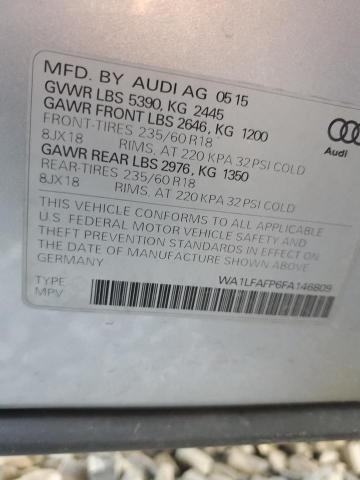 MFD. BY AUDI AG 05 15
GVWR LBS 5390, KG 2445
GAWR FRONT LBS 2646, KG 1200
FRONT-TIRES 235/60 R18
8JX18 RIMS, AT 220 KPA 32 PSI COLD
GAWR REAR LBS 2976, KG 1350
REAR-TIRES 235/60 R18
8JX18 RIMS, AT 220 KPA 32 PSI COLD
Audi
THIS VEHICLE CONFORMS TO ALL APPLICABLE
U.S. FEDERAL MOTOR VEHICLE SAFETY AND
THEFT PREVENTION STANDARDS IN EFFECT ON
THE DATE OF MANUFACTURE SHOWN ABOVE
GERMANY
WA1LFAFP6FA146809
TYPE:
MPV